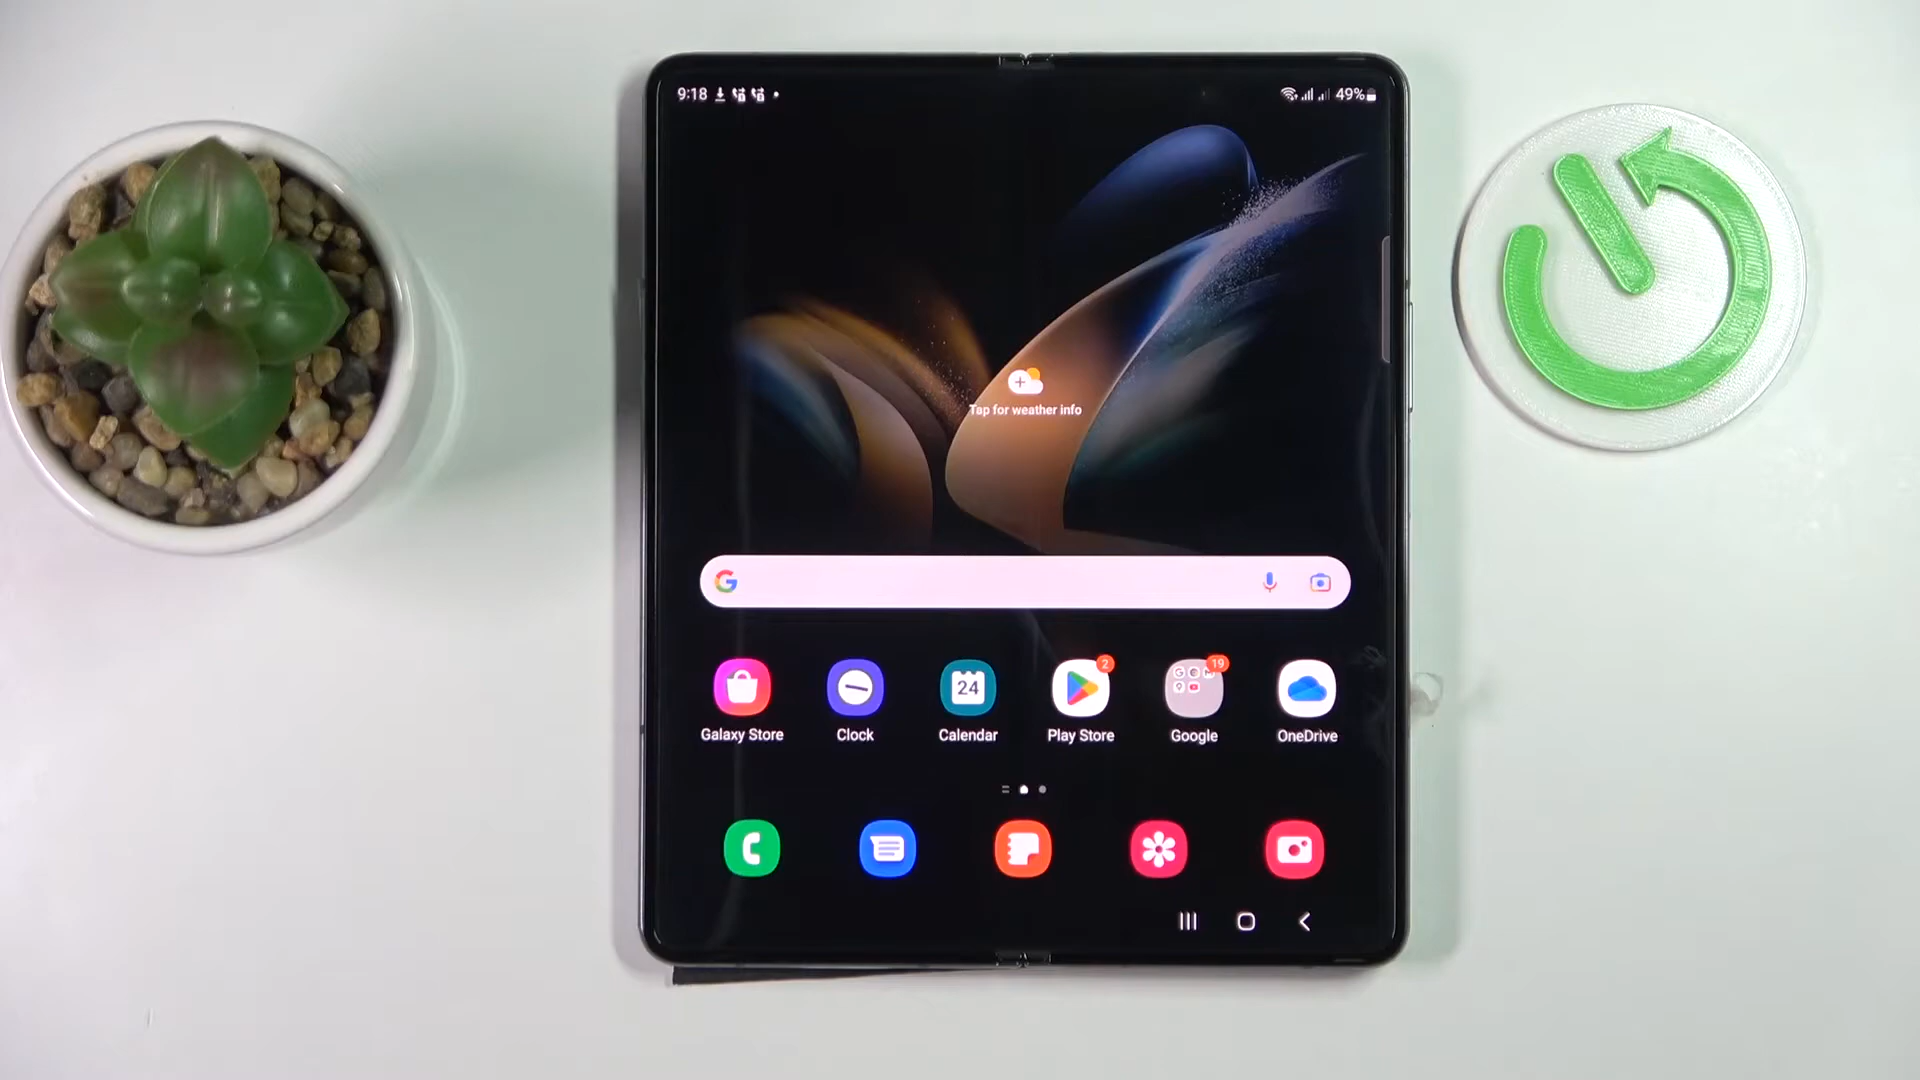 9:18
49%
Tap for weather info
G
2
19
24
Galaxy Store
Clock
Calendar
Play Store
Google
OneDrive